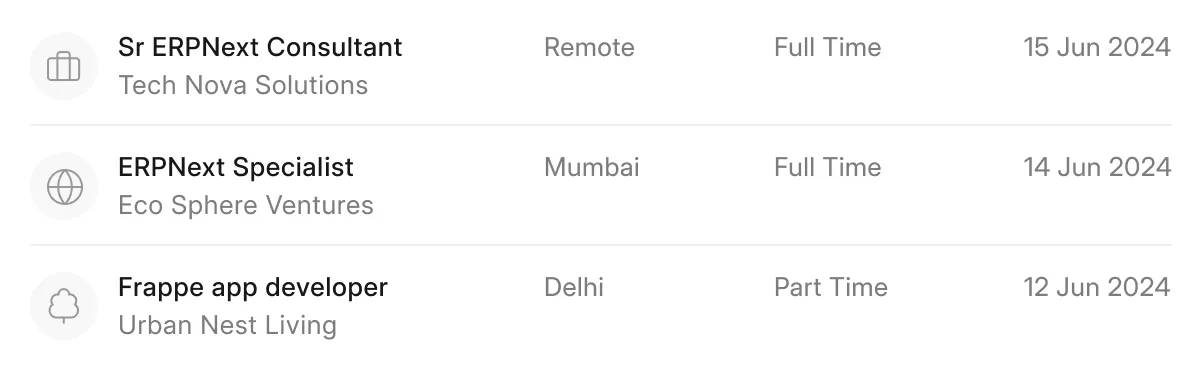 Sr ERPNext Consultant Remote Full Time 15 Jun 2024
Tech Nova Solutions
ERPNext Specialist Mumbai Full Time 14 Jun 2024
Eco Sphere Ventures
Frappe app developer Delhi Part Time 12 Jun 2024
Urban Nest Living